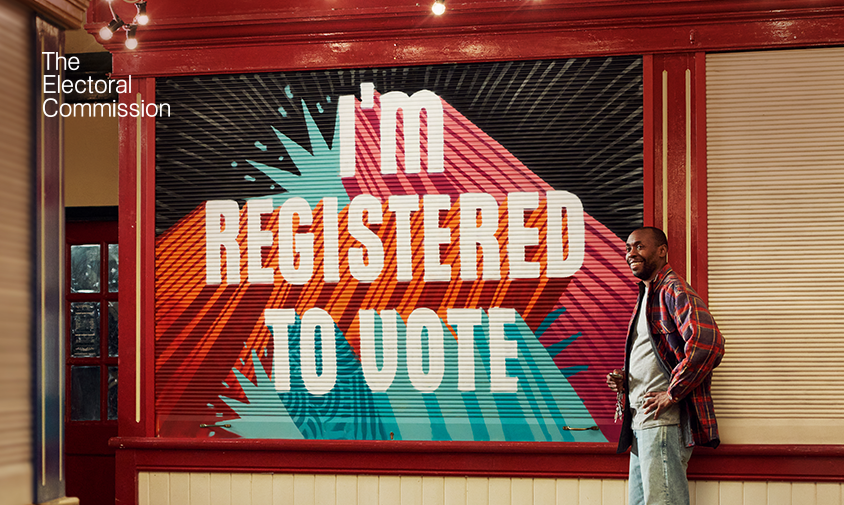 The
Electoral
Commission
I'M
REGISTERED
TO VOTE